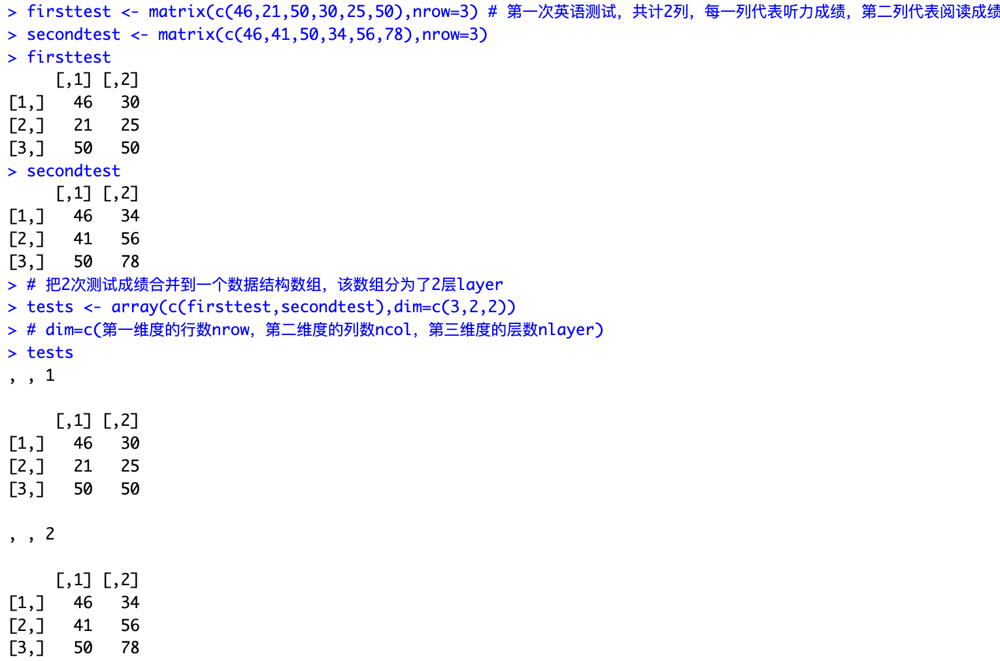 > firsttest <- matrix(c(46,21,50,30,25,50),nrow=3) # 第一次英语测试，共计2列，每一列代表听力成绩，第二列代表阅读成绩
> secondtest <- matrix(c(46,41,50,34,56,78),nrow=3)
> firsttest
     [,1] [,2]
[1,]   46   30
[2,]   21   25
[3,]   50   50
> secondtest
     [,1] [,2]
[1,]   46   34
[2,]   41   56
[3,]   50   78
> # 把2次测试成绩合并到一个数据结构数组，该数组分为了2层layer
> tests <- array(c(firsttest,secondtest),dim=c(3,2,2))
> # dim=c(第一维度的行数nrow，第二维度的列数ncol，第三维度的层数nlayer)
> tests
, , 1
     [,1] [,2]
[1,]   46   30
[2,]   21   25
[3,]   50   50
, , 2
     [,1] [,2]
[1,]   46   34
[2,]   41   56
[3,]   50   78